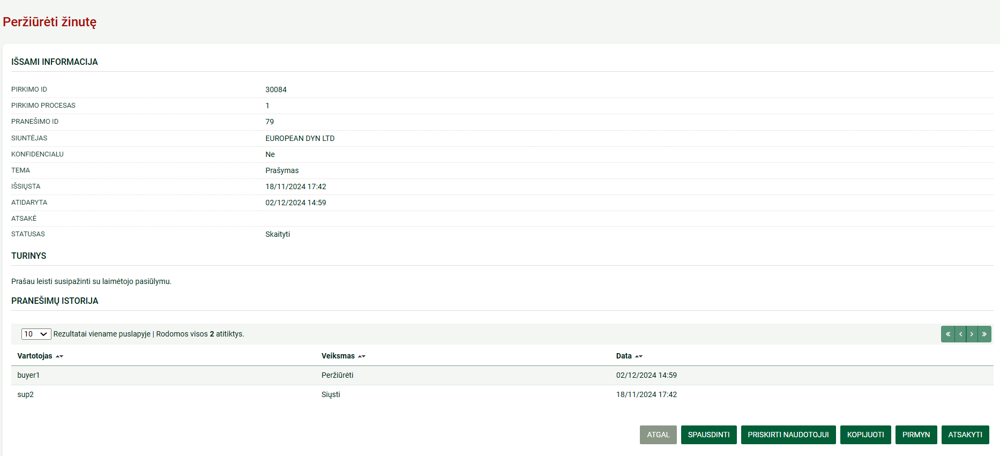 Peržiūrėti žinutę
IŠSAMI INFORMACIJA
PIRKIMO ID 30084
PIRKIMO PROCESAS 1
PRANEŠIMO ID 79
SIUNTĖJAS EUROPEAN DYN LTD
KONFIDENCIALU Ne
TEMA Prašymas
IŠSIŲSTA 18/11/2024 17:42
ATIDARYTA 02/12/2024 14:59
ATSAKĖ
STATUSAS Skaityti
TURINYS
Prašau leisti susipažinti su laimėtojo pasiūlymu.
PRANEŠIMŲ ISTORIJA
10 Rezultatai viename puslapyje | Rodomos visos 2 atitiktys.
Vartotojas Veiksmas Data
buyer1 Peržiūrėti 02/12/2024 14:59
sup2 Siųsti 18/11/2024 17:42
ATGAL SPAUSDINTI PRISKIRTI NAUDOTOJUI KOPIJUOTI PIRMYN ATSAKYTI